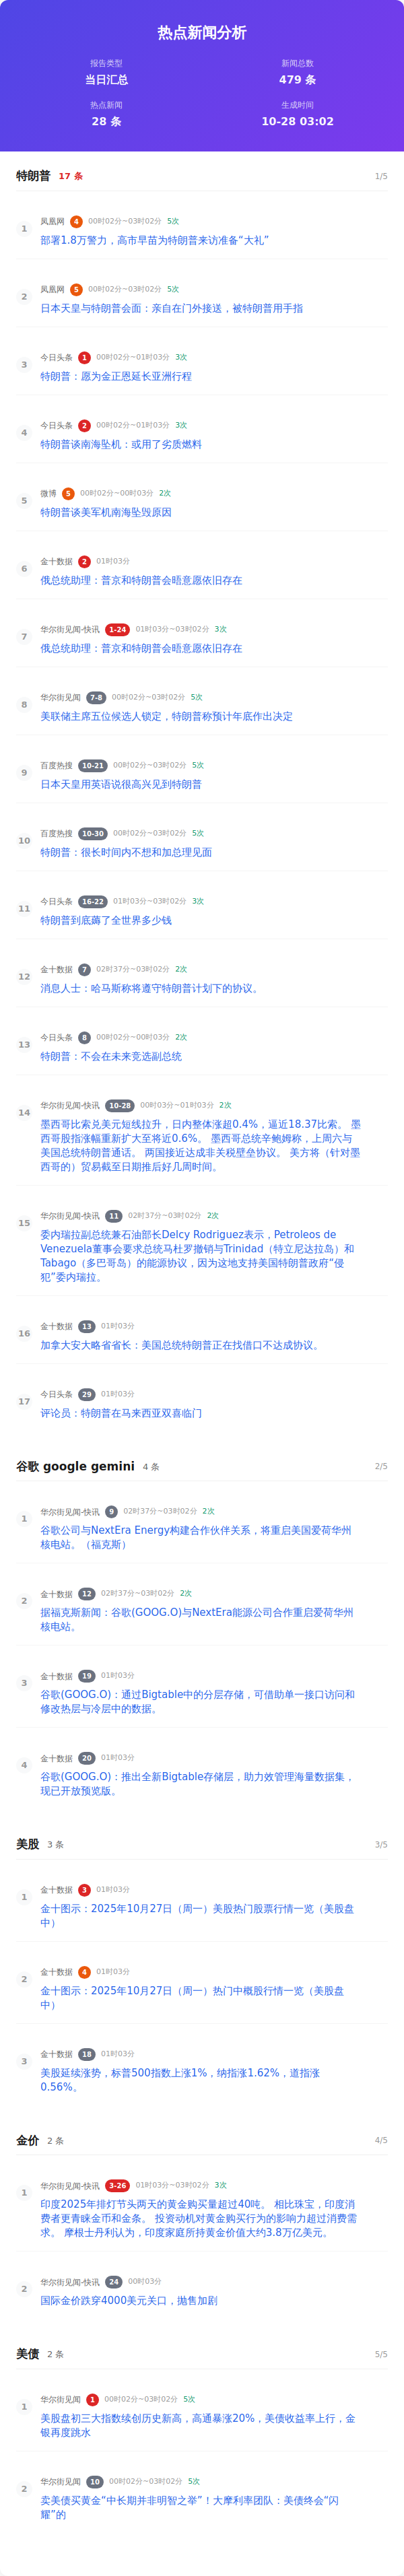 热点新闻分析
报告类型
新闻总数
当日汇总
479 条
热点新闻
生成时间
28 条
10-28 03:02
特朗普 17 条 1/5
1
凤凰网 4 00时02分~03时02分 5次
部署1.8万警力，高市早苗为特朗普来访准备“大礼”
2
凤凰网 5 00时02分~03时02分 5次
日本天皇与特朗普会面：亲自在门外接送，被特朗普用手指
3
今日头条 1 00时02分~01时03分 3次
特朗普：愿为金正恩延长亚洲行程
4
今日头条 2 00时02分~01时03分 3次
特朗普谈南海坠机：或用了劣质燃料
5
微博 5 00时02分~00时03分 2次
特朗普谈美军机南海坠毁原因
6
金十数据 2 01时03分
俄总统助理：普京和特朗普会晤意愿依旧存在
7
华尔街见闻-快讯 1-24 01时03分~03时02分 3次
俄总统助理：普京和特朗普会晤意愿依旧存在
8
华尔街见闻 7-8 00时02分~03时02分 5次
美联储主席五位候选人锁定，特朗普称预计年底作出决定
9
百度热搜 10-21 00时02分~03时02分 5次
日本天皇用英语说很高兴见到特朗普
10
百度热搜 10-30 00时02分~03时02分 5次
特朗普：很长时间内不想和加总理见面
11
今日头条 16-22 01时03分~03时02分 3次
特朗普到底薅了全世界多少钱
12
金十数据 7 02时37分~03时02分 2次
消息人士：哈马斯称将遵守特朗普计划下的协议。
13
今日头条 8 00时02分~00时03分 2次
特朗普：不会在未来竞选副总统
14
华尔街见闻-快讯 10-28 00时03分~01时03分 2次
墨西哥比索兑美元短线拉升，日内整体涨超0.4%，逼近18.37比索。 墨
西哥股指涨幅重新扩大至将近0.6%。 墨西哥总统辛鲍姆称，上周六与
美国总统特朗普通话。 两国接近达成非关税壁垒协议。 美方将（针对墨
西哥的）贸易截至日期推后好几周时间。
15
华尔街见闻-快讯 11 02时37分~03时02分 2次
委内瑞拉副总统兼石油部长Delcy Rodriguez表示，Petroleos de
Venezuela董事会要求总统马杜罗撤销与Trinidad（特立尼达拉岛）和
Tabago（多巴哥岛）的能源协议，因为这地支持美国特朗普政府“侵
犯”委内瑞拉。
16
金十数据 13 01时03分
加拿大安大略省省长：美国总统特朗普正在找借口不达成协议。
17
今日头条 29 01时03分
评论员：特朗普在马来西亚双喜临门
谷歌 google gemini 4 条 2/5
1
华尔街见闻-快讯 9 02时37分~03时02分 2次
谷歌公司与NextEra Energy构建合作伙伴关系，将重启美国爱荷华州
核电站。（福克斯）
2
金十数据 12 02时37分~03时02分 2次
据福克斯新闻：谷歌(GOOG.O)与NextEra能源公司合作重启爱荷华州
核电站。
3
金十数据 19 01时03分
谷歌(GOOG.O)：通过Bigtable中的分层存储，可借助单一接口访问和
修改热层与冷层中的数据。
4
金十数据 20 01时03分
谷歌(GOOG.O)：推出全新Bigtable存储层，助力效管理海量数据集，
现已开放预览版。
美股 3 条 3/5
1
金十数据 3 01时03分
金十图示：2025年10月27日（周一）美股热门股票行情一览（美股盘
中）
2
金十数据 4 01时03分
金十图示：2025年10月27日（周一）热门中概股行情一览（美股盘
中）
3
金十数据 18 01时03分
美股延续涨势，标普500指数上涨1%，纳指涨1.62%，道指涨
0.56%。
金价 2 条 4/5
1
华尔街见闻-快讯 3-26 01时03分~03时02分 3次
印度2025年排灯节头两天的黄金购买量超过40吨。 相比珠宝，印度消
费者更青睐金币和金条。 投资动机对黄金购买行为的影响力超过消费需
求。 摩根士丹利认为，印度家庭所持黄金价值大约3.8万亿美元。
2
华尔街见闻-快讯 24 00时03分
国际金价跌穿4000美元关口，抛售加剧
美债 2 条 5/5
1
华尔街见闻 1 00时02分~03时02分 5次
美股盘初三大指数续创历史新高，高通暴涨20%，美债收益率上行，金
银再度跳水
2
华尔街见闻 10 00时02分~03时02分 5次
卖美债买黄金“中长期并非明智之举”！大摩利率团队：美债终会“闪
耀”的